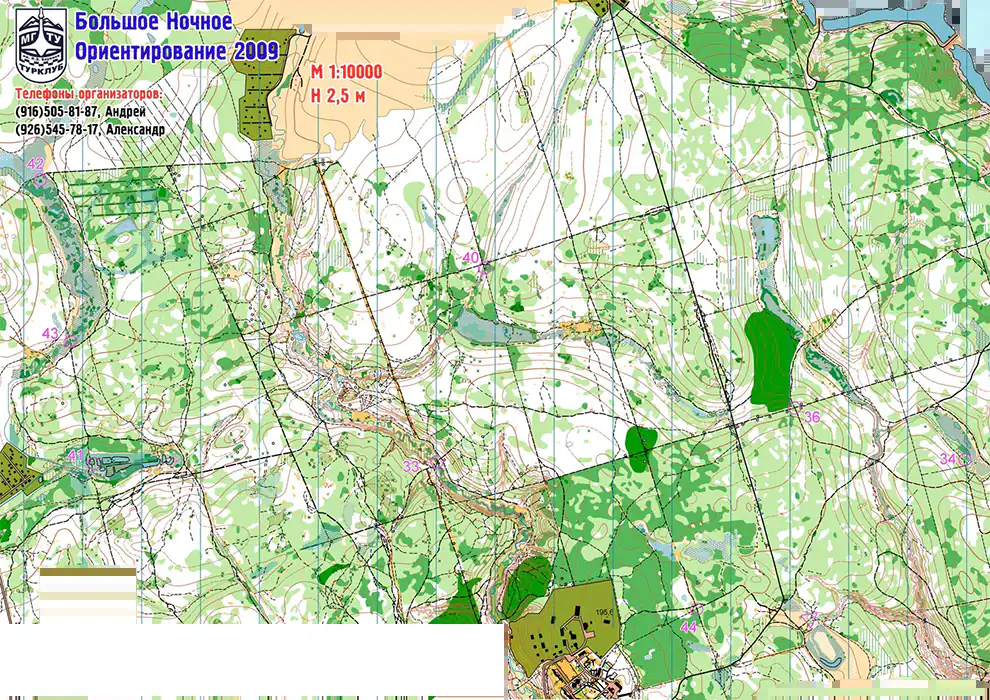 МГТУ
ТУРКЛУБ
Большое Ночное
Ориентирование 2009
М 1:10000
Н 2,5 м
Телефоны организаторов:
(916)505-81-87, Андрей
(926)545-78-17, Александр
42
40
43
36
41
33
34
195,6
44